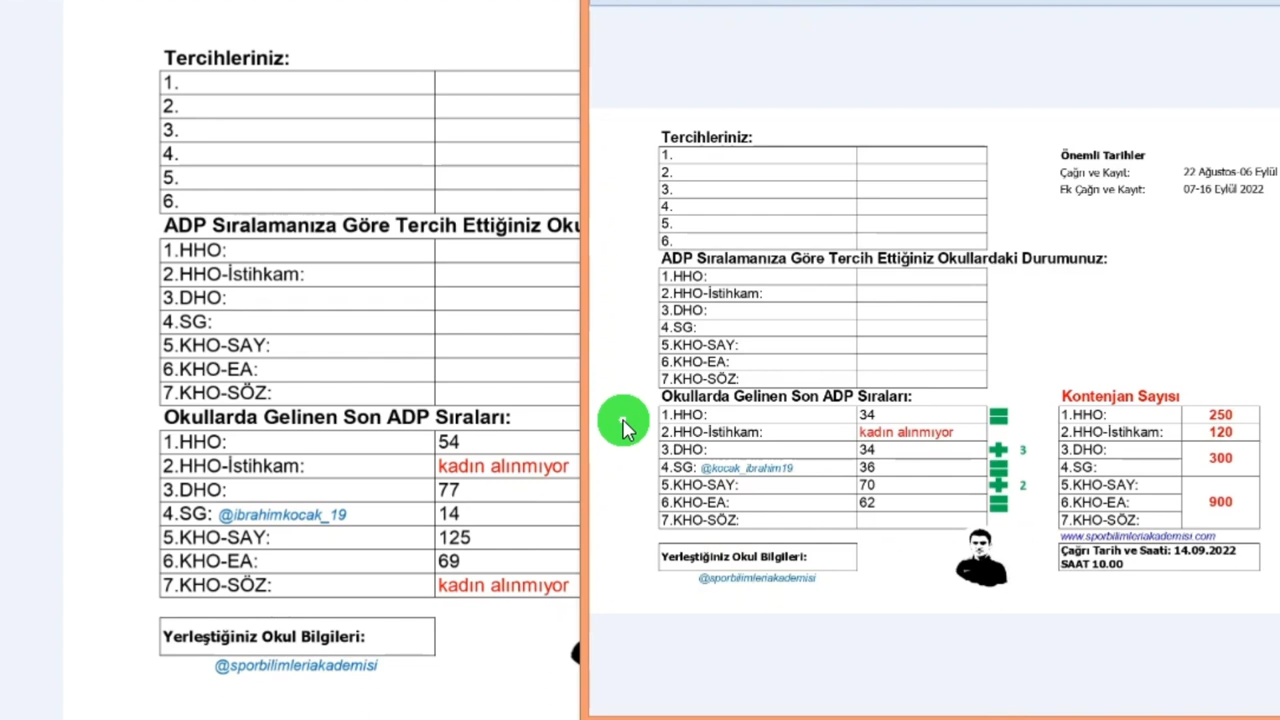 Tercihleriniz:
1.
2.
3.
4.
5.
6.
ADP Sıralamanıza Göre Tercih Ettiğiniz Oku
1.HHO:
2.HHO-İstihkam:
3.DHO:
4.SG:
5.KHO-SAY:
6.KHO-EA:
7.KHO-SÖZ:
Okullarda Gelinen Son ADP Sıraları:
1.HHO: 54
2.HHO-İstihkam: kadın alınmıyor
3.DHO: 77
4.SG: @ibrahimkocak_19 14
5.KHO-SAY: 125
6.KHO-EA: 69
7.KHO-SÖZ: kadın alınmıyor
Yerleştiğiniz Okul Bilgileri:
@sporbilimleriakademisi
Tercihleriniz:
1.
2.
3.
4.
5.
6.
Önemli Tarihler
Çağrı ve Kayıt: 22 Ağustos-06 Eylül
Ek Çağrı ve Kayıt: 07-16 Eylül 2022
ADP Sıralamanıza Göre Tercih Ettiğiniz Okullardaki Durumunuz:
1.HHO:
2.HHO-İstihkam:
3.DHO:
4.SG:
5.KHO-SAY:
6.KHO-EA:
7.KHO-SÖZ:
Okullarda Gelinen Son ADP Sıraları:
1.HHO: 34
2.HHO-İstihkam: kadın alınmıyor
3.DHO: 34 3
4.SG: @kocak_ibrahim19 36
5.KHO-SAY: 70 2
6.KHO-EA: 62
7.KHO-SÖZ:
Kontenjan Sayısı
1.HHO: 250
2.HHO-İstihkam: 120
3.DHO: 300
4.SG:
5.KHO-SAY:
6.KHO-EA: 900
7.KHO-SÖZ:
www.sporbilimleriakademisi.com
Çağrı Tarih ve Saati: 14.09.2022
SAAT 10.00
Yerleştiğiniz Okul Bilgileri:
@sporbilimleriakademisi